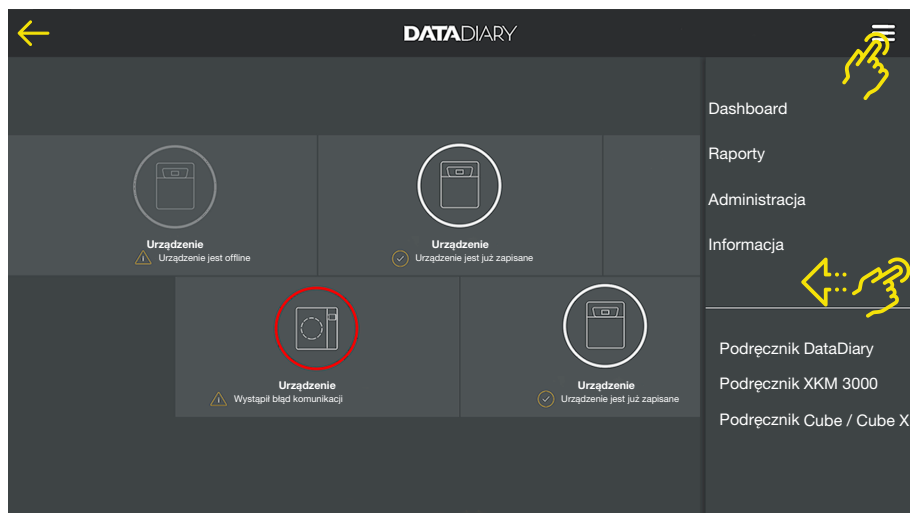 DATADIARY
Dashboard
Raporty
Administracja
Informacja
Urządzenie
Urządzenie jest offline
Urządzenie
Urządzenie jest już zapisane
Urządzenie
Wystąpił błąd komunikacji
Urządzenie
Urządzenie jest już zapisane
Podręcznik DataDiary
Podręcznik XKM 3000
Podręcznik Cube / Cube X